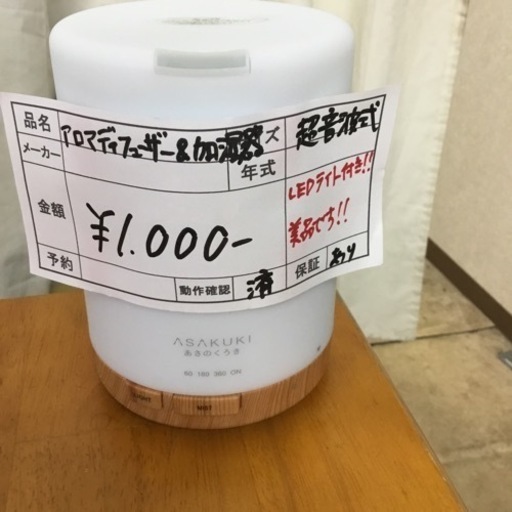 品名 アロマディフューザー&加湿器 ズ 超音波式
メーカー 年式
金額 ¥1.000- LEDライト付き!!
美品です!!
予約 動作確認 済 保証 あり
ASAKUKI
あさのくうき
60 180 360 ON
LIGHT MIST